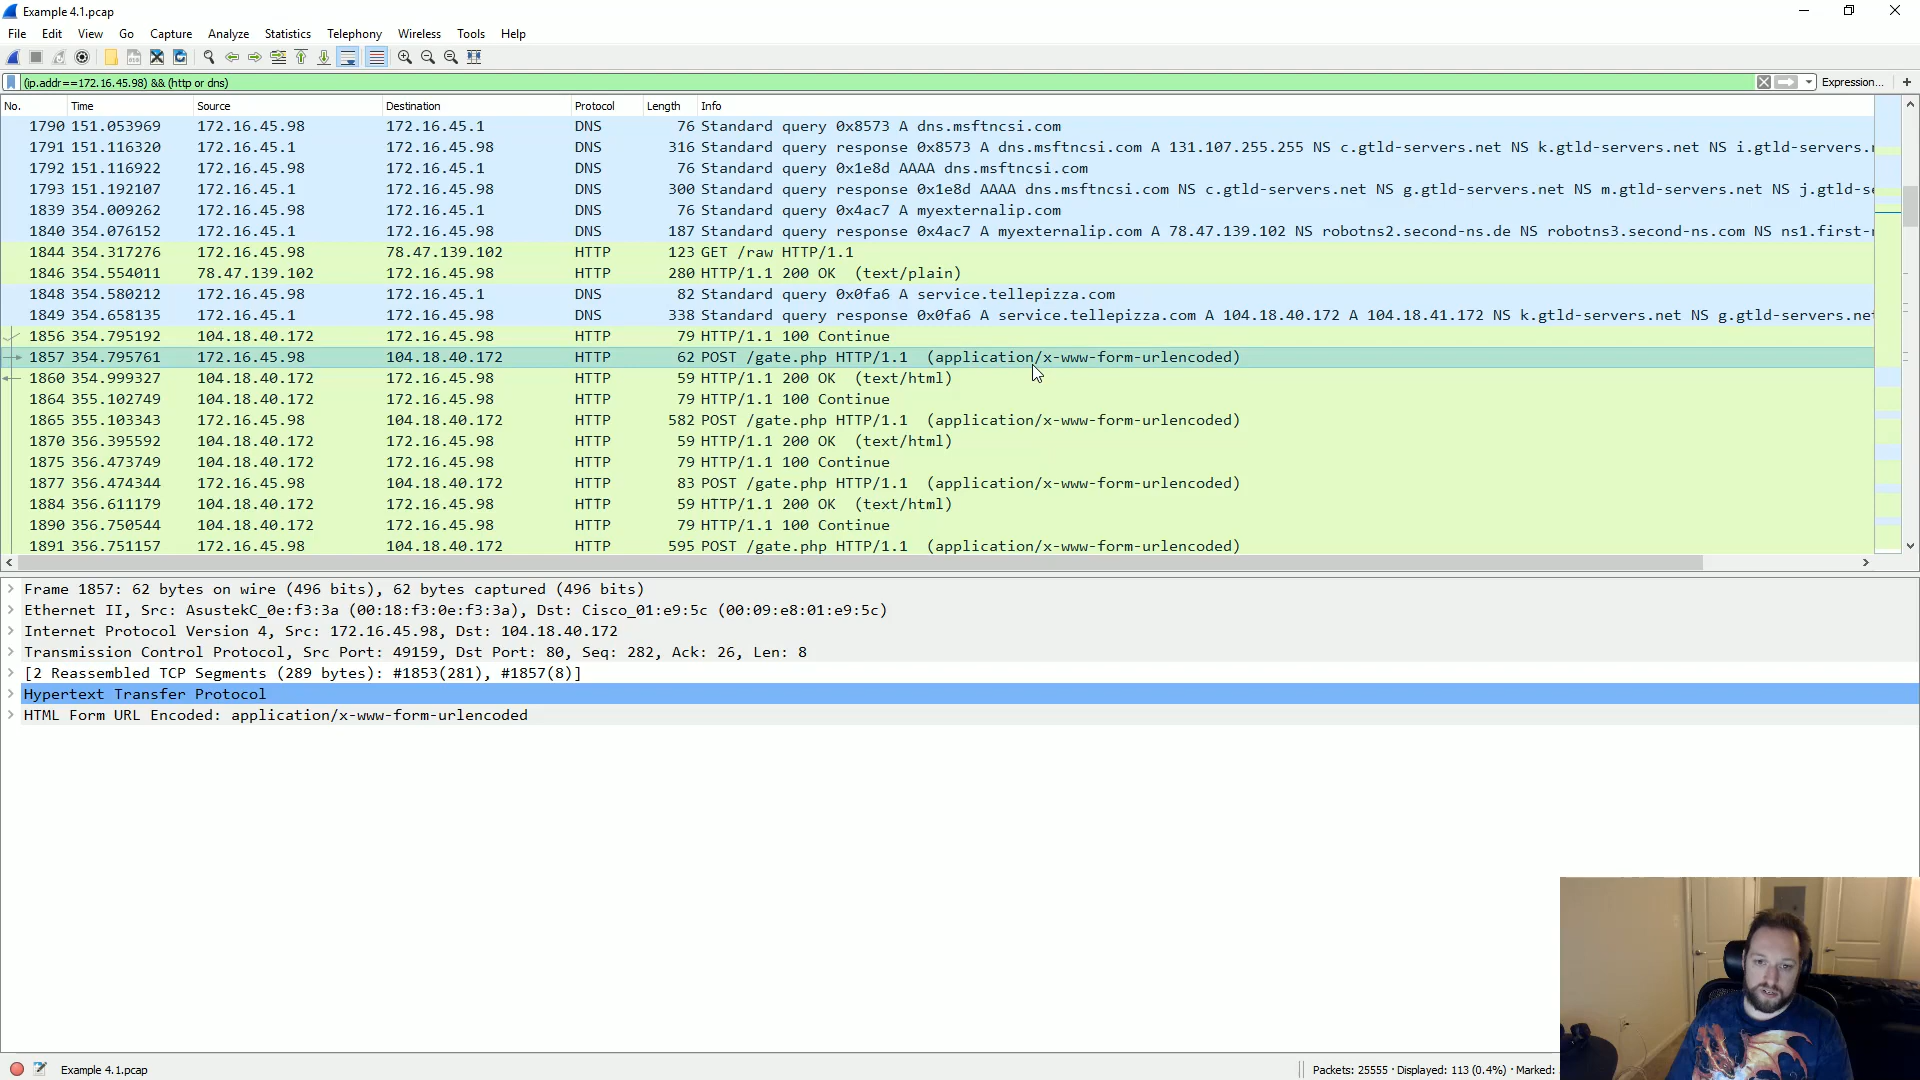 Example 4.1.pcap
File Edit View Go Capture Analyze Statistics Telephony Wireless Tools Help
(ip.addr==172.16.45.98) && (http or dns)
Expression... +
No. Time Source Destination Protocol Length Info
1790 151.053969 172.16.45.98 172.16.45.1 DNS 76 Standard query 0x8573 A dns.msftncsi.com
1791 151.116320 172.16.45.1 172.16.45.98 DNS 316 Standard query response 0x8573 A dns.msftncsi.com A 131.107.255.255 NS c.gtld-servers.net NS k.gtld-servers.net NS i.gtld-servers.
1792 151.116922 172.16.45.98 172.16.45.1 DNS 76 Standard query 0x1e8d AAAA dns.msftncsi.com
1793 151.192107 172.16.45.1 172.16.45.98 DNS 300 Standard query response 0x1e8d AAAA dns.msftncsi.com NS c.gtld-servers.net NS g.gtld-servers.net NS m.gtld-servers.net NS j.gtld-s
1839 354.009262 172.16.45.98 172.16.45.1 DNS 76 Standard query 0x4ac7 A myexternalip.com
1840 354.076152 172.16.45.1 172.16.45.98 DNS 187 Standard query response 0x4ac7 A myexternalip.com A 78.47.139.102 NS robotns2.second-ns.de NS robotns3.second-ns.com NS ns1.first-
1844 354.317276 172.16.45.98 78.47.139.102 HTTP 123 GET /raw HTTP/1.1
1846 354.554011 78.47.139.102 172.16.45.98 HTTP 280 HTTP/1.1 200 OK (text/plain)
1848 354.580212 172.16.45.98 172.16.45.1 DNS 82 Standard query 0x0fa6 A service.tellepizza.com
1849 354.658135 172.16.45.1 172.16.45.98 DNS 338 Standard query response 0x0fa6 A service.tellepizza.com A 104.18.40.172 A 104.18.41.172 NS k.gtld-servers.net NS g.gtld-servers.net
1856 354.795192 104.18.40.172 172.16.45.98 HTTP 79 HTTP/1.1 100 Continue
1857 354.795761 172.16.45.98 104.18.40.172 HTTP 62 POST /gate.php HTTP/1.1 (application/x-www-form-urlencoded)
1860 354.999327 104.18.40.172 172.16.45.98 HTTP 59 HTTP/1.1 200 OK (text/html)
1864 355.102749 104.18.40.172 172.16.45.98 HTTP 79 HTTP/1.1 100 Continue
1865 355.103343 172.16.45.98 104.18.40.172 HTTP 582 POST /gate.php HTTP/1.1 (application/x-www-form-urlencoded)
1870 356.395592 104.18.40.172 172.16.45.98 HTTP 59 HTTP/1.1 200 OK (text/html)
1875 356.473749 104.18.40.172 172.16.45.98 HTTP 79 HTTP/1.1 100 Continue
1877 356.474344 172.16.45.98 104.18.40.172 HTTP 83 POST /gate.php HTTP/1.1 (application/x-www-form-urlencoded)
1884 356.611179 104.18.40.172 172.16.45.98 HTTP 59 HTTP/1.1 200 OK (text/html)
1890 356.750544 104.18.40.172 172.16.45.98 HTTP 79 HTTP/1.1 100 Continue
1891 356.751157 172.16.45.98 104.18.40.172 HTTP 595 POST /gate.php HTTP/1.1 (application/x-www-form-urlencoded)
Frame 1857: 62 bytes on wire (496 bits), 62 bytes captured (496 bits)
Ethernet II, Src: AsustekC_0e:f3:3a (00:18:f3:0e:f3:3a), Dst: Cisco_01:e9:5c (00:09:e8:01:e9:5c)
Internet Protocol Version 4, Src: 172.16.45.98, Dst: 104.18.40.172
Transmission Control Protocol, Src Port: 49159, Dst Port: 80, Seq: 282, Ack: 26, Len: 8
[2 Reassembled TCP Segments (289 bytes): #1853(281), #1857(8)]
Hypertext Transfer Protocol
HTML Form URL Encoded: application/x-www-form-urlencoded
Example 4.1.pcap
Packets: 25555 · Displayed: 113 (0.4%) · Marked: